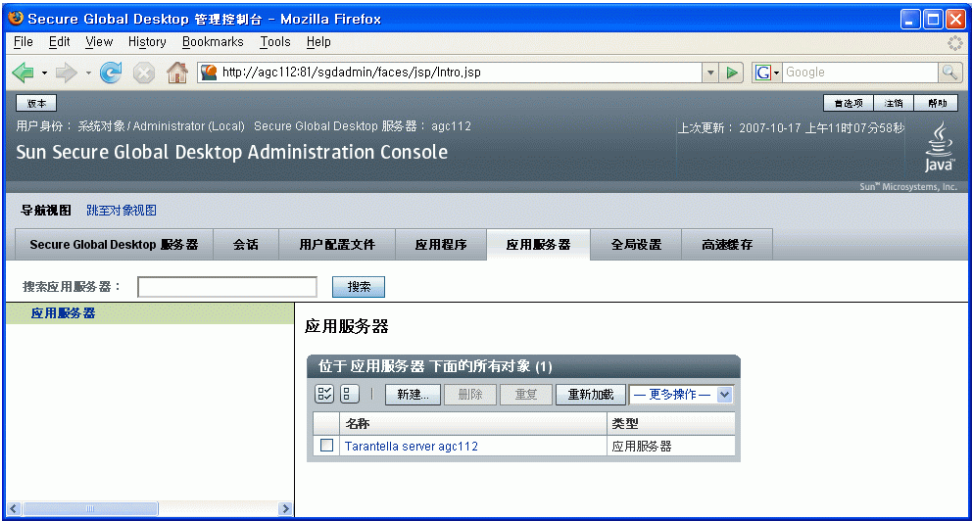 Secure Global Desktop 管理控制台 - Mozilla Firefox
File Edit View History Bookmarks Tools Help
http://agc112:81/sgdadmin/faces/jsp/Intro.jsp
Google
版本 首选项 注销 帮助
用户身份： 系统对象/Administrator (Local) Secure Global Desktop 服务器： agc112
上次更新： 2007-10-17 上午11时07分58秒
Sun Secure Global Desktop Administration Console
Java
Sun™ Microsystems, Inc.
导航视图 跳至对象视图
Secure Global Desktop 服务器 会话 用户配置文件 应用程序 应用服务器 全局设置 高速缓存
搜索应用服务器： 搜索
应用服务器
应用服务器
位于 应用服务器 下面的所有对象 (1)
新建... 删除 重复 重新加载 — 更多操作 —
名称 类型
Tarantella server agc112 应用服务器